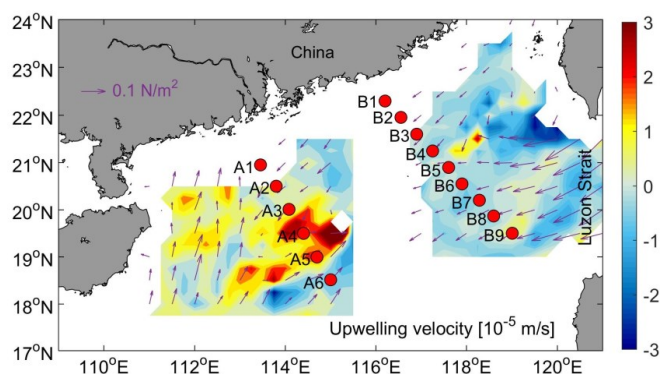 24°N
23°N
22°N
21°N
20°N
19°N
18°N
17°N
110°E
112°E
114°E
116°E
118°E
120°E
China
0.1 N/m²
A1
A2
A3
A4
A5
A6
B1
B2
B3
B4
B5
B6
B7
B8
B9
Luzon Strait
Upwelling velocity [10⁻⁵ m/s]
3
2
1
0
-1
-2
-3